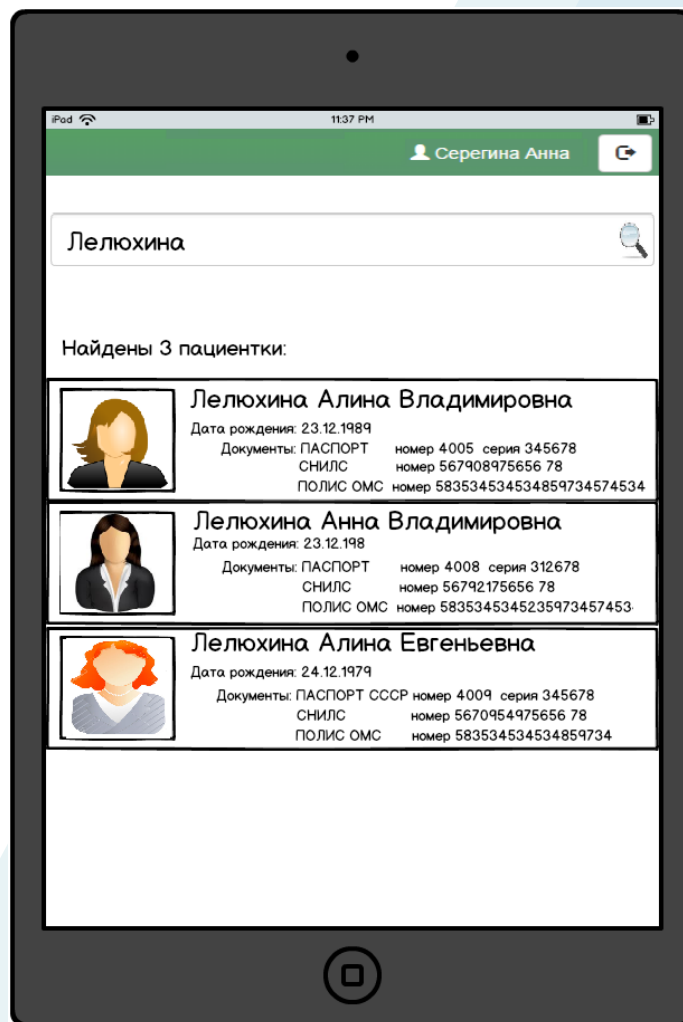 iPod 11:37 PM
Серегина Анна
Лелюхина
Найдены 3 пациентки:
Лелюхина Алина Владимировна
Дата рождения: 23.12.1989
Документы: ПАСПОРТ номер 4005 серия 345678
СНИЛС номер 567908975656 78
ПОЛИС ОМС номер 583534534534859734574534
Лелюхина Анна Владимировна
Дата рождения: 23.12.198
Документы: ПАСПОРТ номер 4008 серия 312678
СНИЛС номер 56792175656 78
ПОЛИС ОМС номер 5835345345235973457453
Лелюхина Алина Евгеньевна
Дата рождения: 24.12.1979
Документы: ПАСПОРТ СССР номер 4009 серия 345678
СНИЛС номер 5670954975656 78
ПОЛИС ОМС номер 583534534534859734